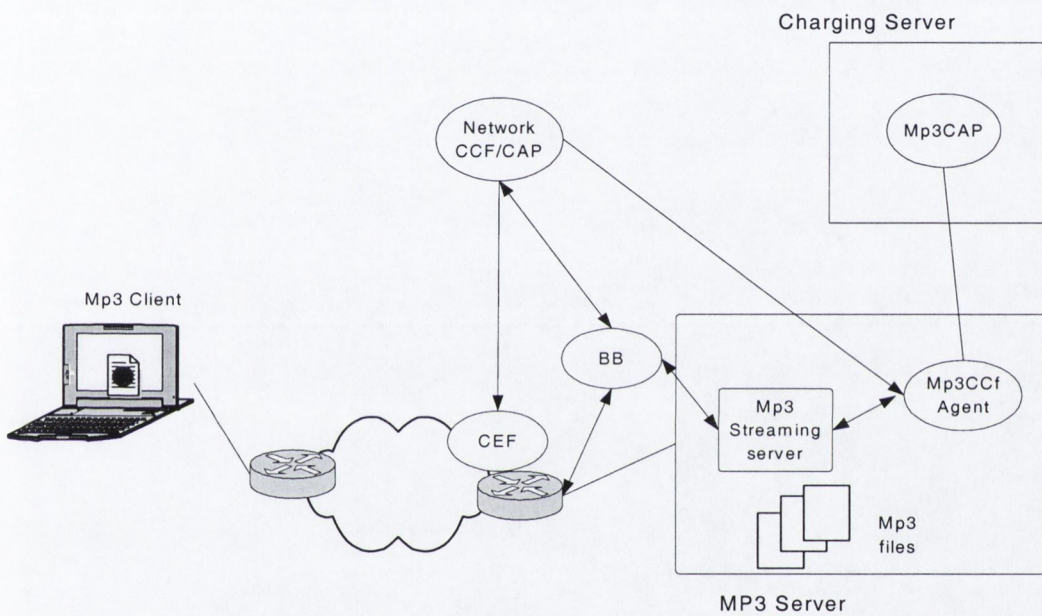 Charging Server
Network
CCF/CAP
Mp3CAP
Mp3 Client
BB
Mp3CCf
Agent
Mp3
Streaming
server
CEF
Mp3
files
MP3 Server